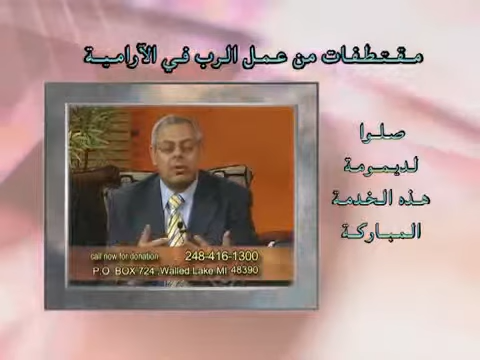 مقتطفات من عمل الرب في الآرامية
صلوا
لديمومة
هذه الخدمة
المباركة
call now for donation 248-416-1300
P.O. BOX 724 ,Walled Lake MI 48390